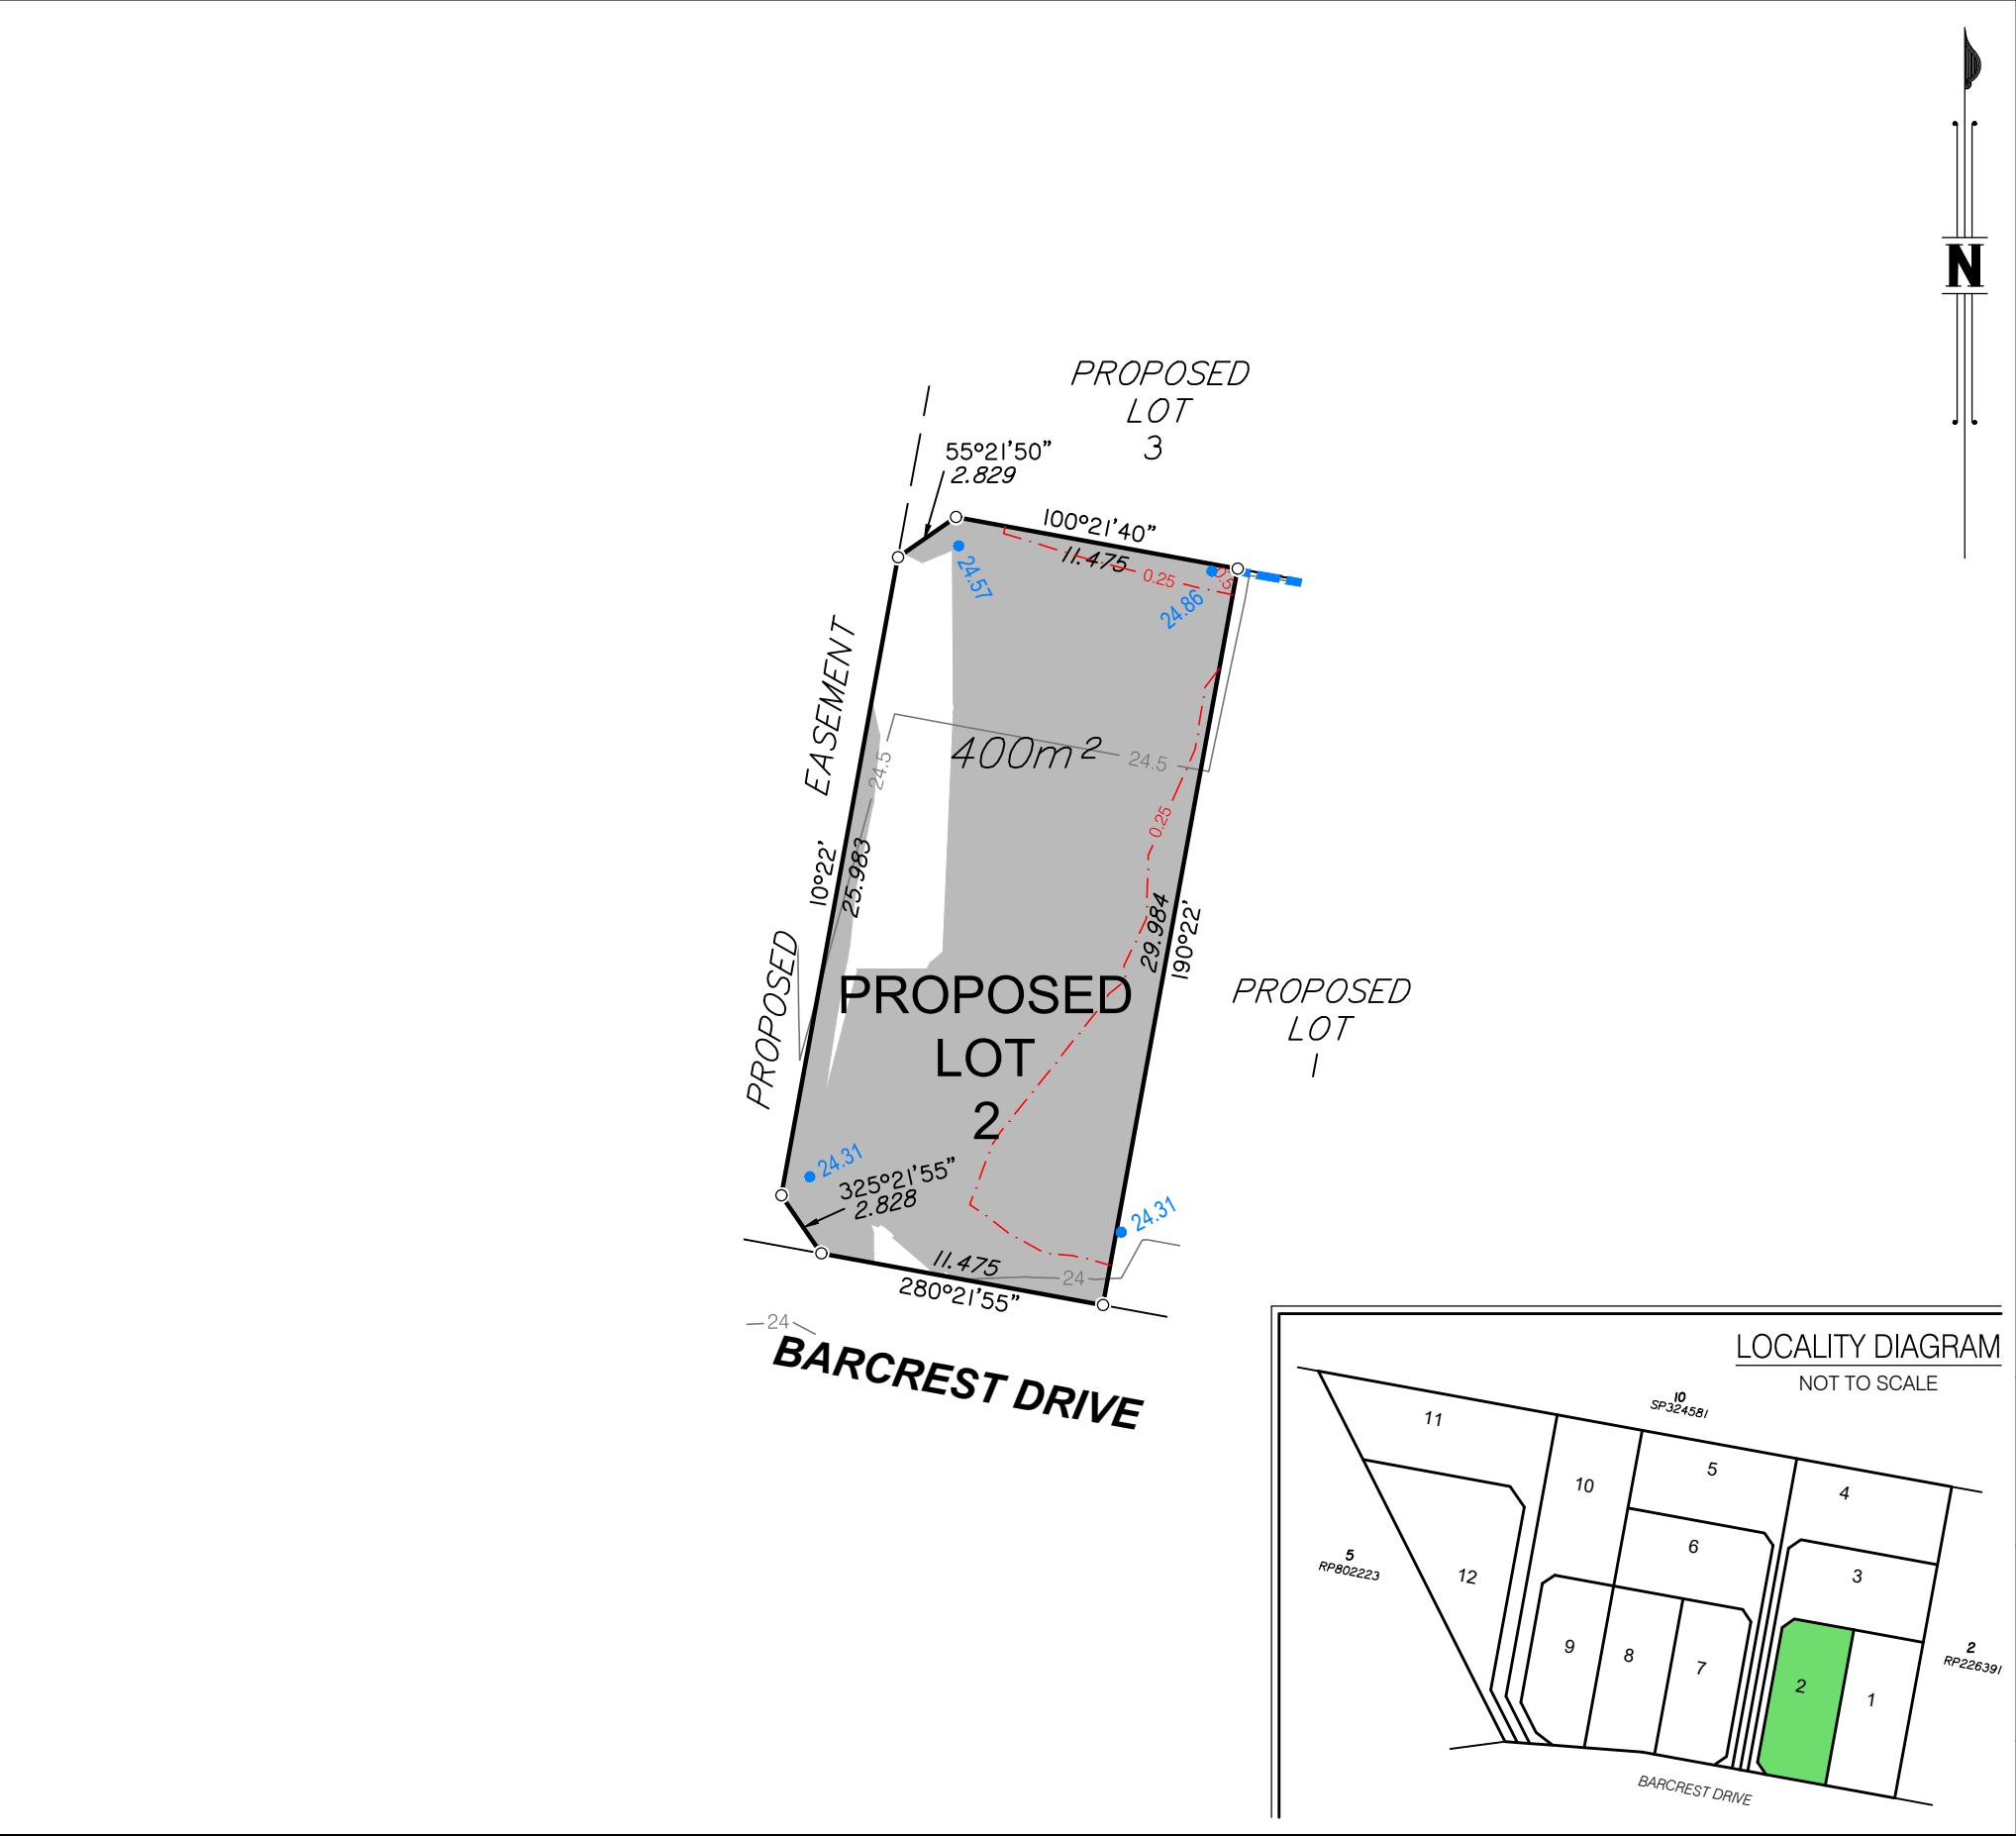 N
PROPOSED
LOT
3
55°21'50"
2.829
100°21'40"
11.475
0.25
0.5
24.57
24.86
EASEMENT
400m²
24.5
24.5
0.25
10°22'
25.983
29.984
190°22'
PROPOSED
PROPOSED
LOT
2
PROPOSED
LOT
1
24.31
325°21'55"
2.828
24.31
11.475
24
280°21'55"
24
BARCREST DRIVE
LOCALITY DIAGRAM
NOT TO SCALE
10
SP324581
11
10
5
4
5
RP802223
12
6
3
9
8
7
2
1
2
RP226391
BARCREST DRIVE